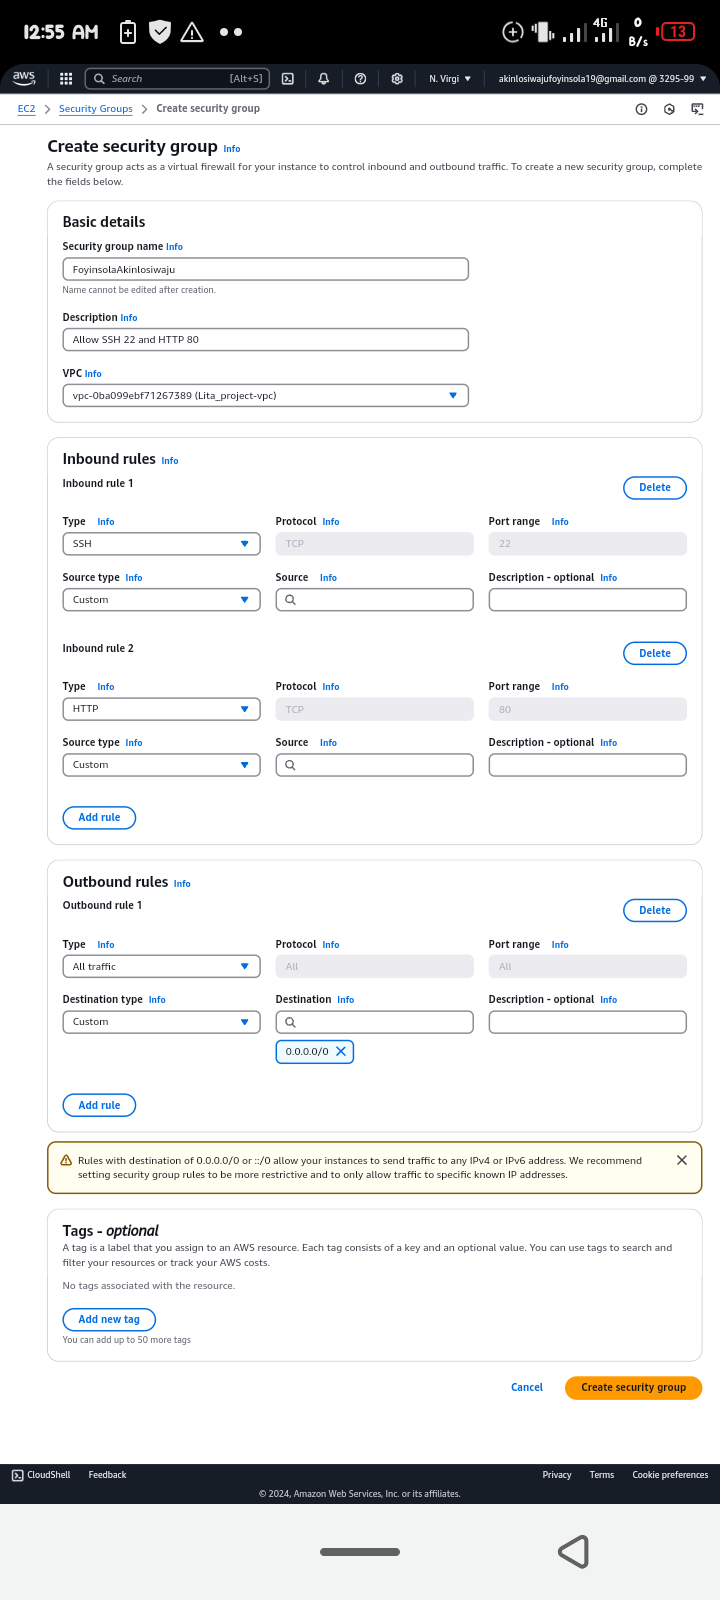 12:55 AM
4G
0 B/s
13
aws
Search [Alt+S]
N. Virgi
akinlosiwajufoyinsola19@gmail.com @ 3295-99
EC2 > Security Groups > Create security group
Create security group Info
A security group acts as a virtual firewall for your instance to control inbound and outbound traffic. To create a new security group, complete
the fields below.
Basic details
Security group name Info
FoyinsolaAkinlosiwaju
Name cannot be edited after creation.
Description Info
Allow SSH 22 and HTTP 80
VPC Info
vpc-0ba099ebf71267389 (Lita_project-vpc)
Inbound rules Info
Inbound rule 1
Delete
Type Info Protocol Info Port range Info
SSH TCP 22
Source type Info Source Info Description - optional Info
Custom
Inbound rule 2
Delete
Type Info Protocol Info Port range Info
HTTP TCP 80
Source type Info Source Info Description - optional Info
Custom
Add rule
Outbound rules Info
Outbound rule 1
Delete
Type Info Protocol Info Port range Info
All traffic All All
Destination type Info Destination Info Description - optional Info
Custom
0.0.0.0/0
Add rule
Rules with destination of 0.0.0.0/0 or ::/0 allow your instances to send traffic to any IPv4 or IPv6 address. We recommend
setting security group rules to be more restrictive and to only allow traffic to specific known IP addresses.
Tags - optional
A tag is a label that you assign to an AWS resource. Each tag consists of a key and an optional value. You can use tags to search and
filter your resources or track your AWS costs.
No tags associated with the resource.
Add new tag
You can add up to 50 more tags
Cancel Create security group
CloudShell Feedback Privacy Terms Cookie preferences
© 2024, Amazon Web Services, Inc. or its affiliates.